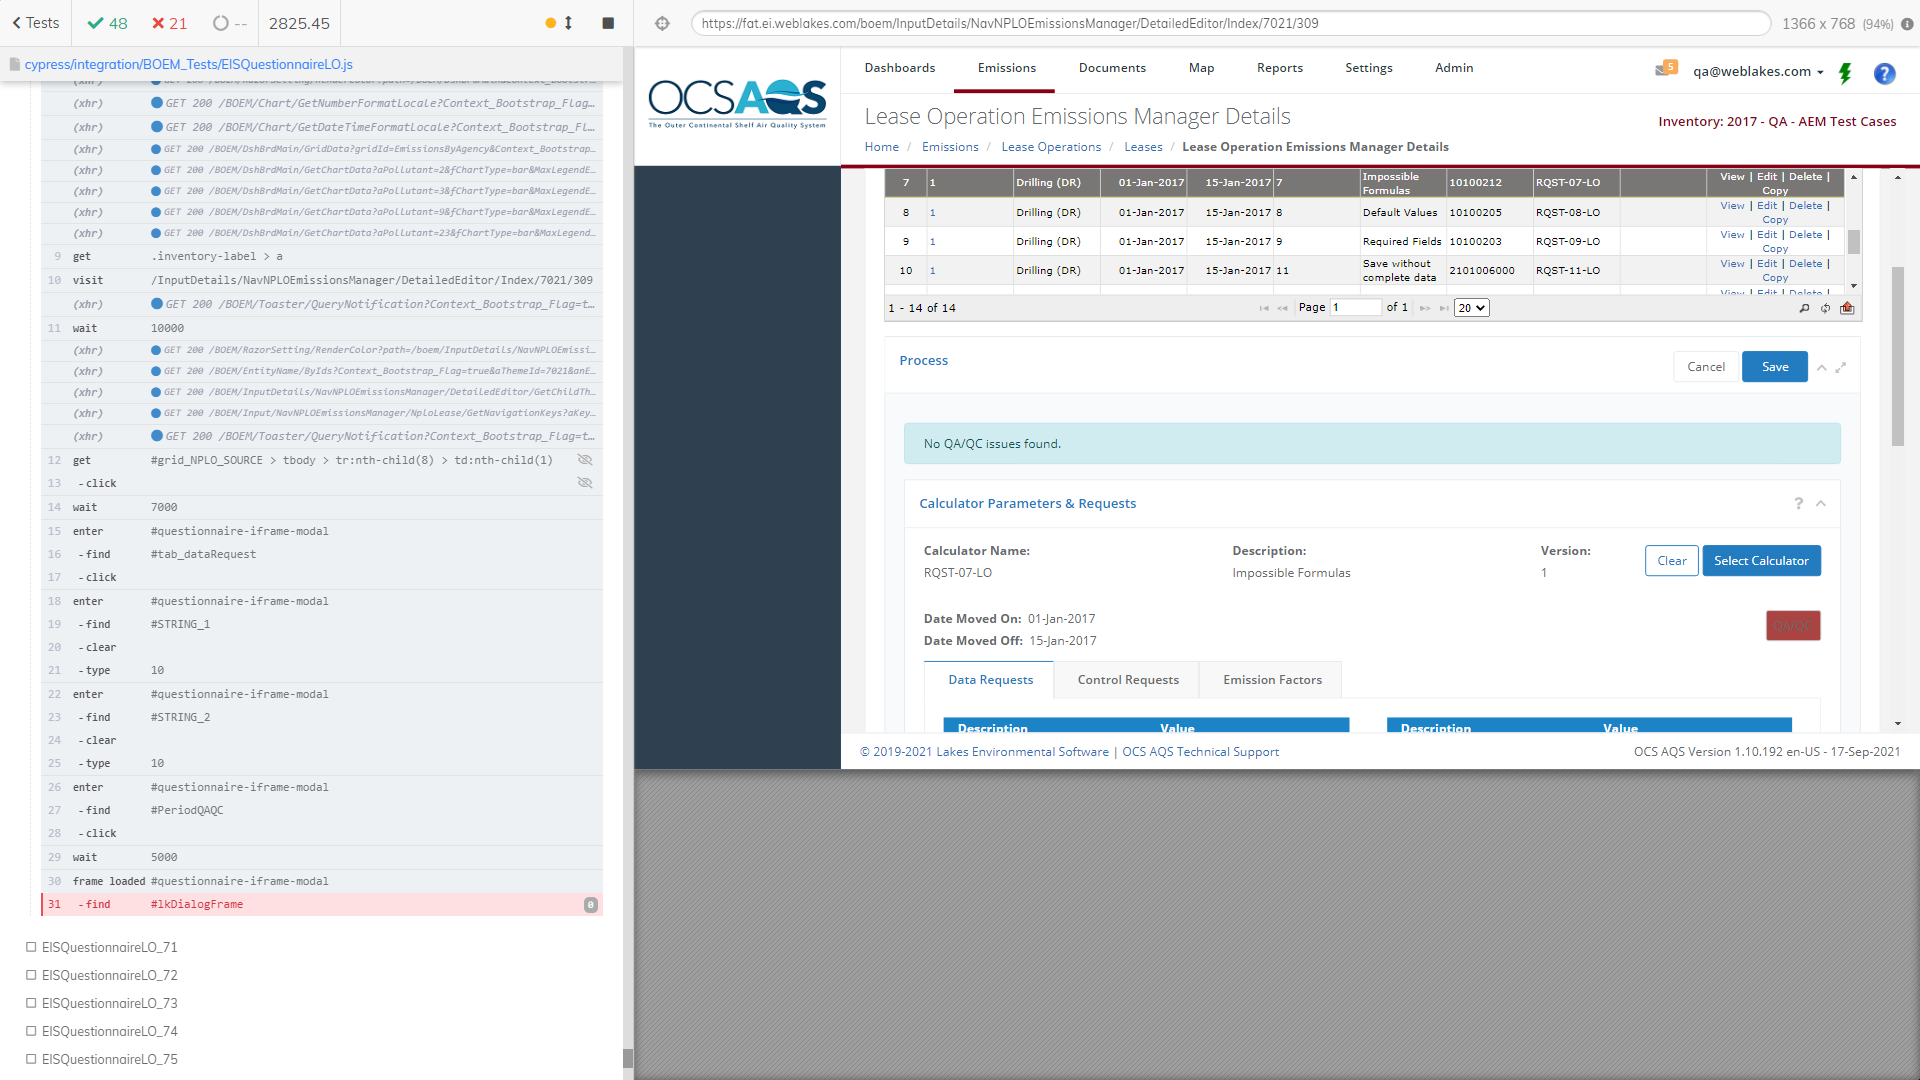 Tests
48
21
--
2825.45
https://fat.ei.weblakes.com/boem/InputDetails/NavNPLOEmissionsManager/DetailedEditor/Index/7021/309
1366 x 768 (94%)
cypress/integration/BOEM_Tests/EISQuestionnaireLO.js
(xhr) GET 200 /BOEM/Chart/GetNumberFormatLocale?Context_Bootstrap_Flag…
(xhr) GET 200 /BOEM/Chart/GetDateTimeFormatLocale?Context_Bootstrap_Fl…
(xhr) GET 200 /BOEM/DshBrdMain/GridData?gridId=EmissionsByAgency&Context_Bootstrap…
(xhr) GET 200 /BOEM/DshBrdMain/GetChartData?aPollutant=2&fChartType=bar&MaxLegendE…
(xhr) GET 200 /BOEM/DshBrdMain/GetChartData?aPollutant=3&fChartType=bar&MaxLegendE…
(xhr) GET 200 /BOEM/DshBrdMain/GetChartData?aPollutant=9&fChartType=bar&MaxLegendE…
(xhr) GET 200 /BOEM/DshBrdMain/GetChartData?aPollutant=23&fChartType=bar&MaxLegend…
9 get .inventory-label > a
10 visit /InputDetails/NavNPLOEmissionsManager/DetailedEditor/Index/7021/309
(xhr) GET 200 /BOEM/Toaster/QueryNotification?Context_Bootstrap_Flag=t…
11 wait 10000
(xhr) GET 200 /BOEM/RazorSetting/RenderColor?path=/boem/InputDetails/NavNPLOEmissi…
(xhr) GET 200 /BOEM/EntityName/ByIds?Context_Bootstrap_Flag=true&aThemeId=7021&anE…
(xhr) GET 200 /BOEM/InputDetails/NavNPLOEmissionsManager/DetailedEditor/GetChildTh…
(xhr) GET 200 /BOEM/Input/NavNPLOEmissionsManager/NploLease/GetNavigationKeys?aKey…
(xhr) GET 200 /BOEM/Toaster/QueryNotification?Context_Bootstrap_Flag=t…
12 get #grid_NPLO_SOURCE > tbody > tr:nth-child(8) > td:nth-child(1)
13 -click
14 wait 7000
15 enter #questionnaire-iframe-modal
16 -find #tab_dataRequest
17 -click
18 enter #questionnaire-iframe-modal
19 -find #STRING_1
20 -clear
21 -type 10
22 enter #questionnaire-iframe-modal
23 -find #STRING_2
24 -clear
25 -type 10
26 enter #questionnaire-iframe-modal
27 -find #PeriodQAQC
28 -click
29 wait 5000
30 frame loaded #questionnaire-iframe-modal
31 -find #lkDialogFrame 0
EISQuestionnaireLO_71
EISQuestionnaireLO_72
EISQuestionnaireLO_73
EISQuestionnaireLO_74
EISQuestionnaireLO_75
OCSAQS
The Outer Continental Shelf Air Quality System
Dashboards Emissions Documents Map Reports Settings Admin
5 qa@weblakes.com ?
Lease Operation Emissions Manager Details
Inventory: 2017 - QA - AEM Test Cases
Home / Emissions / Lease Operations / Leases / Lease Operation Emissions Manager Details
7 1 Drilling (DR) 01-Jan-2017 15-Jan-2017 7 Impossible Formulas 10100212 RQST-07-LO View | Edit | Delete | Copy
8 1 Drilling (DR) 01-Jan-2017 15-Jan-2017 8 Default Values 10100205 RQST-08-LO View | Edit | Delete | Copy
9 1 Drilling (DR) 01-Jan-2017 15-Jan-2017 9 Required Fields 10100203 RQST-09-LO View | Edit | Delete | Copy
10 1 Drilling (DR) 01-Jan-2017 15-Jan-2017 11 Save without complete data 2101006000 RQST-11-LO View | Edit | Delete | Copy
View | Edit | Delete |
1 - 14 of 14 Page 1 of 1 20
Process
Cancel Save
No QA/QC issues found.
Calculator Parameters & Requests ?
Calculator Name: Description: Version:
RQST-07-LO Impossible Formulas 1
Clear Select Calculator
Date Moved On: 01-Jan-2017
Date Moved Off: 15-Jan-2017
QA/QC
Data Requests Control Requests Emission Factors
Description Value Description Value
© 2019-2021 Lakes Environmental Software | OCS AQS Technical Support
OCS AQS Version 1.10.192 en-US - 17-Sep-2021